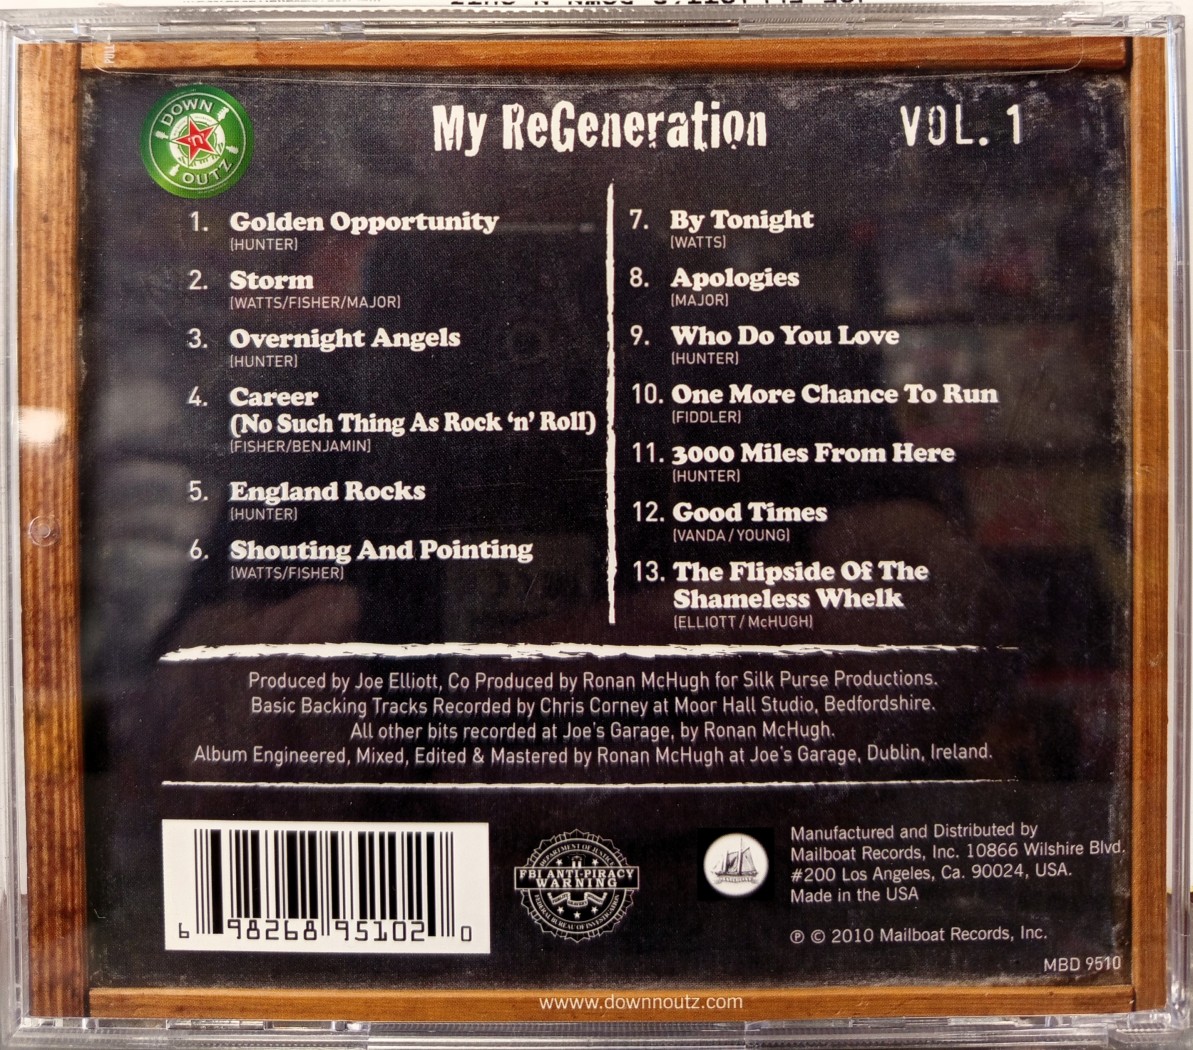 DOWN
'n'
OUTZ
My ReGeneration
VOL. 1
1. Golden Opportunity
(HUNTER)
2. Storm
(WATTS/FISHER/MAJOR)
3. Overnight Angels
(HUNTER)
4. Career
(No Such Thing As Rock ‘n’ Roll)
(FISHER/BENJAMIN)
5. England Rocks
(HUNTER)
6. Shouting And Pointing
(WATTS/FISHER)
7. By Tonight
(WATTS)
8. Apologies
(MAJOR)
9. Who Do You Love
(HUNTER)
10. One More Chance To Run
(FIDDLER)
11. 3000 Miles From Here
(HUNTER)
12. Good Times
(VANDA / YOUNG)
13. The Flipside Of The
Shameless Whelk
(ELLIOTT / McHUGH)
Produced by Joe Elliott, Co Produced by Ronan McHugh for Silk Purse Productions.
Basic Backing Tracks Recorded by Chris Corney at Moor Hall Studio, Bedfordshire.
All other bits recorded at Joe's Garage, by Ronan McHugh.
Album Engineered, Mixed, Edited & Mastered by Ronan McHugh at Joe's Garage, Dublin, Ireland.
6 98268 95102 0
DEPARTMENT OF JUSTICE
FBI ANTI-PIRACY
WARNING
FEDERAL BUREAU OF INVESTIGATION
Manufactured and Distributed by
Mailboat Records, Inc. 10866 Wilshire Blvd.
#200 Los Angeles, Ca. 90024, USA.
Made in the USA
℗ © 2010 Mailboat Records, Inc.
MBD 9510
www.downnoutz.com